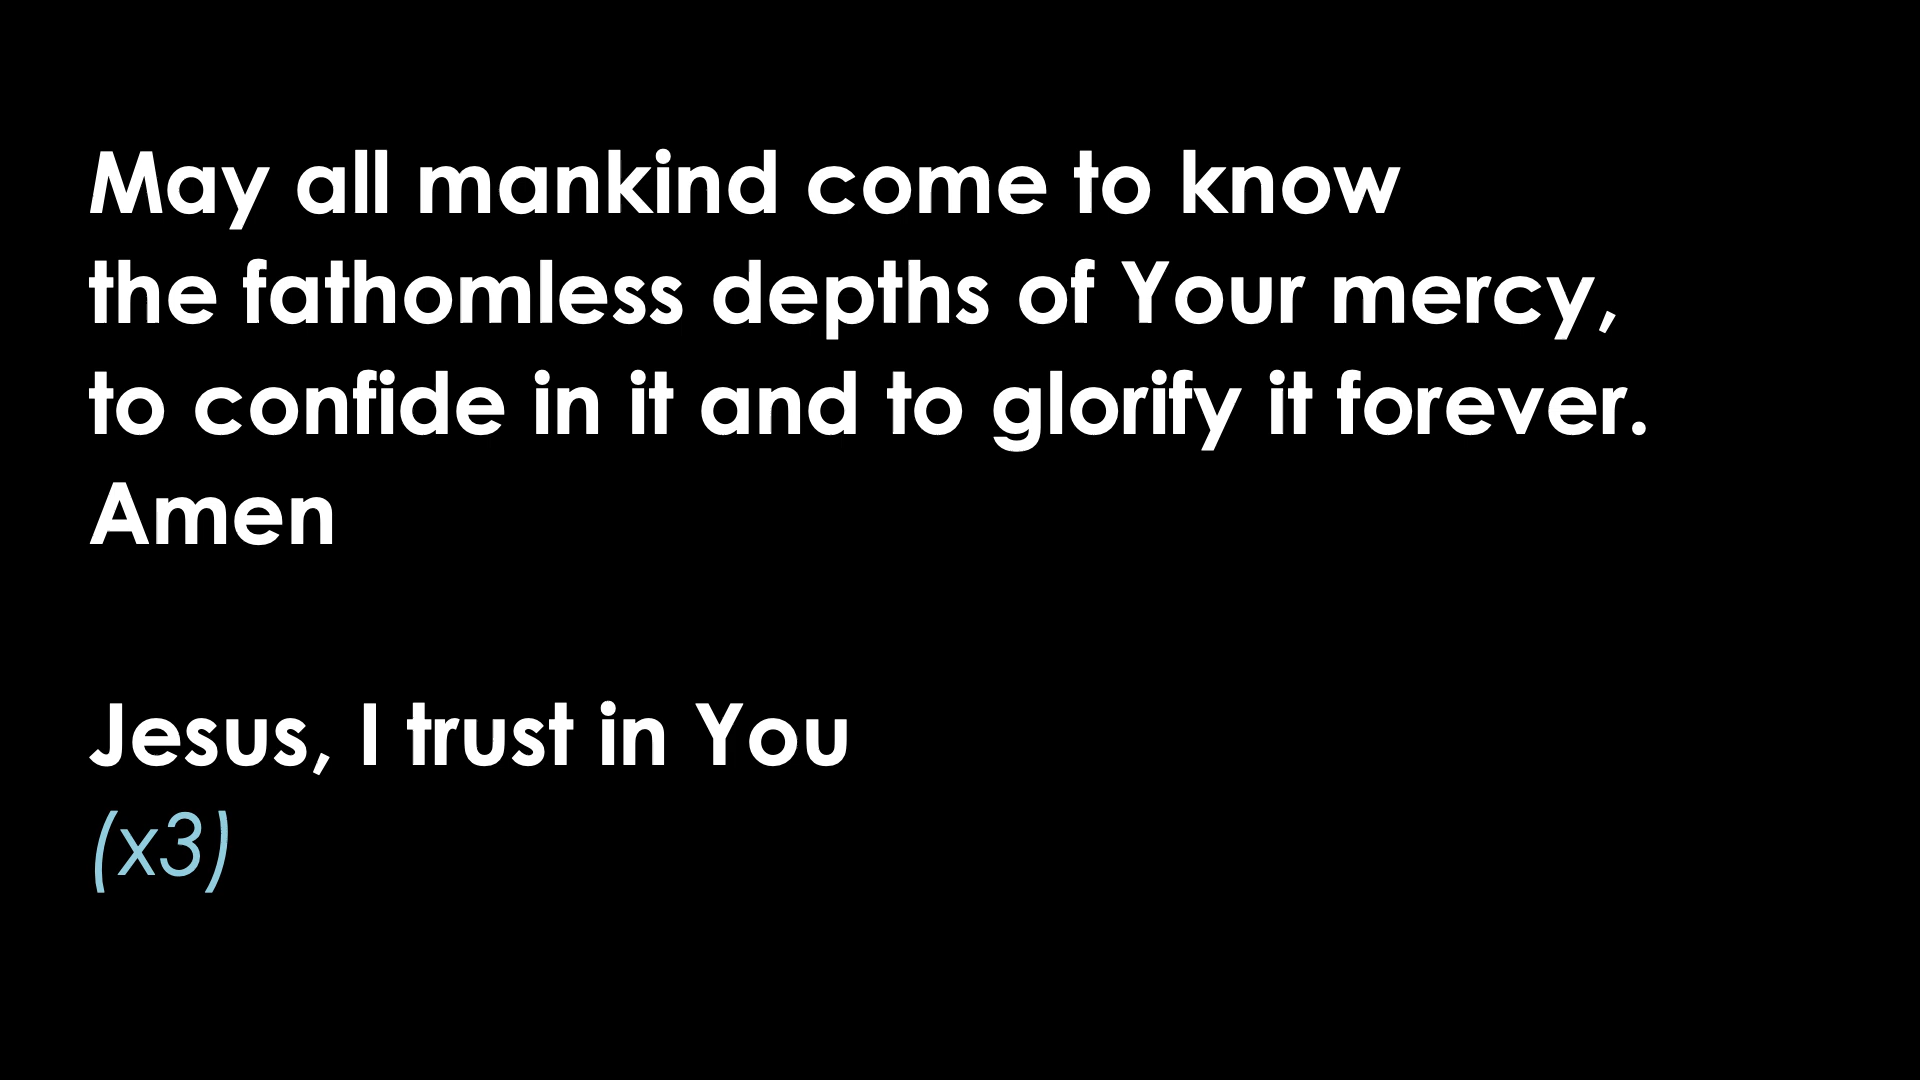 May all mankind come to know
the fathomless depths of Your mercy,
to confide in it and to glorify it forever.
Amen
Jesus, I trust in You
(x3)